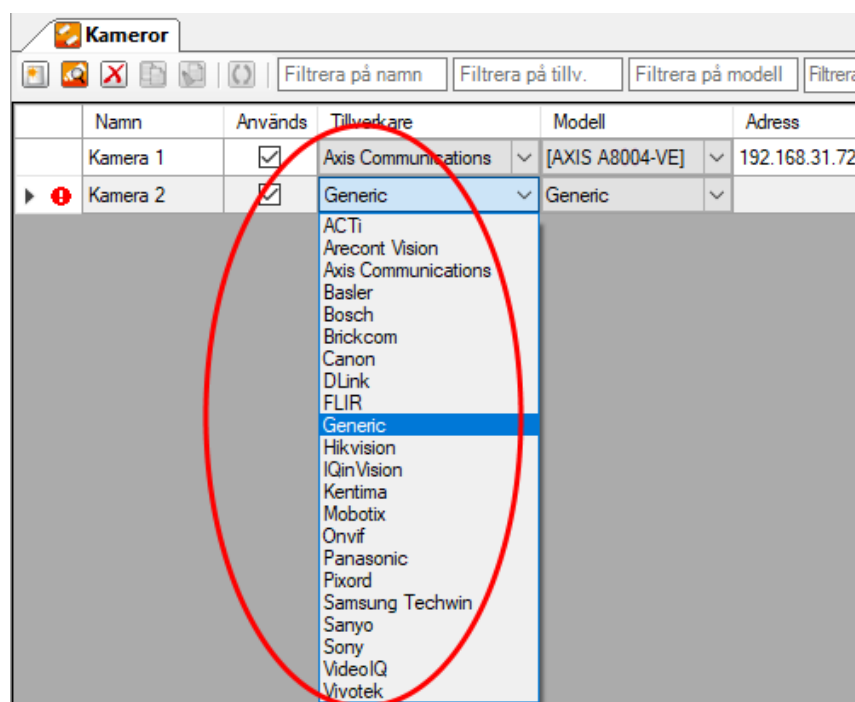 Kameror
Filtrera på namn Filtrera på tillv. Filtrera på modell Filtrera
Namn Används Tillverkare Modell Adress
Kamera 1 Axis Communications [AXIS A8004-VE] 192.168.31.72
Kamera 2 Generic Generic
ACTi
Arecont Vision
Axis Communications
Basler
Bosch
Brickcom
Canon
DLink
FLIR
Generic
Hikvision
IQinVision
Kentima
Mobotix
Onvif
Panasonic
Pixord
Samsung Techwin
Sanyo
Sony
VideoIQ
Vivotek